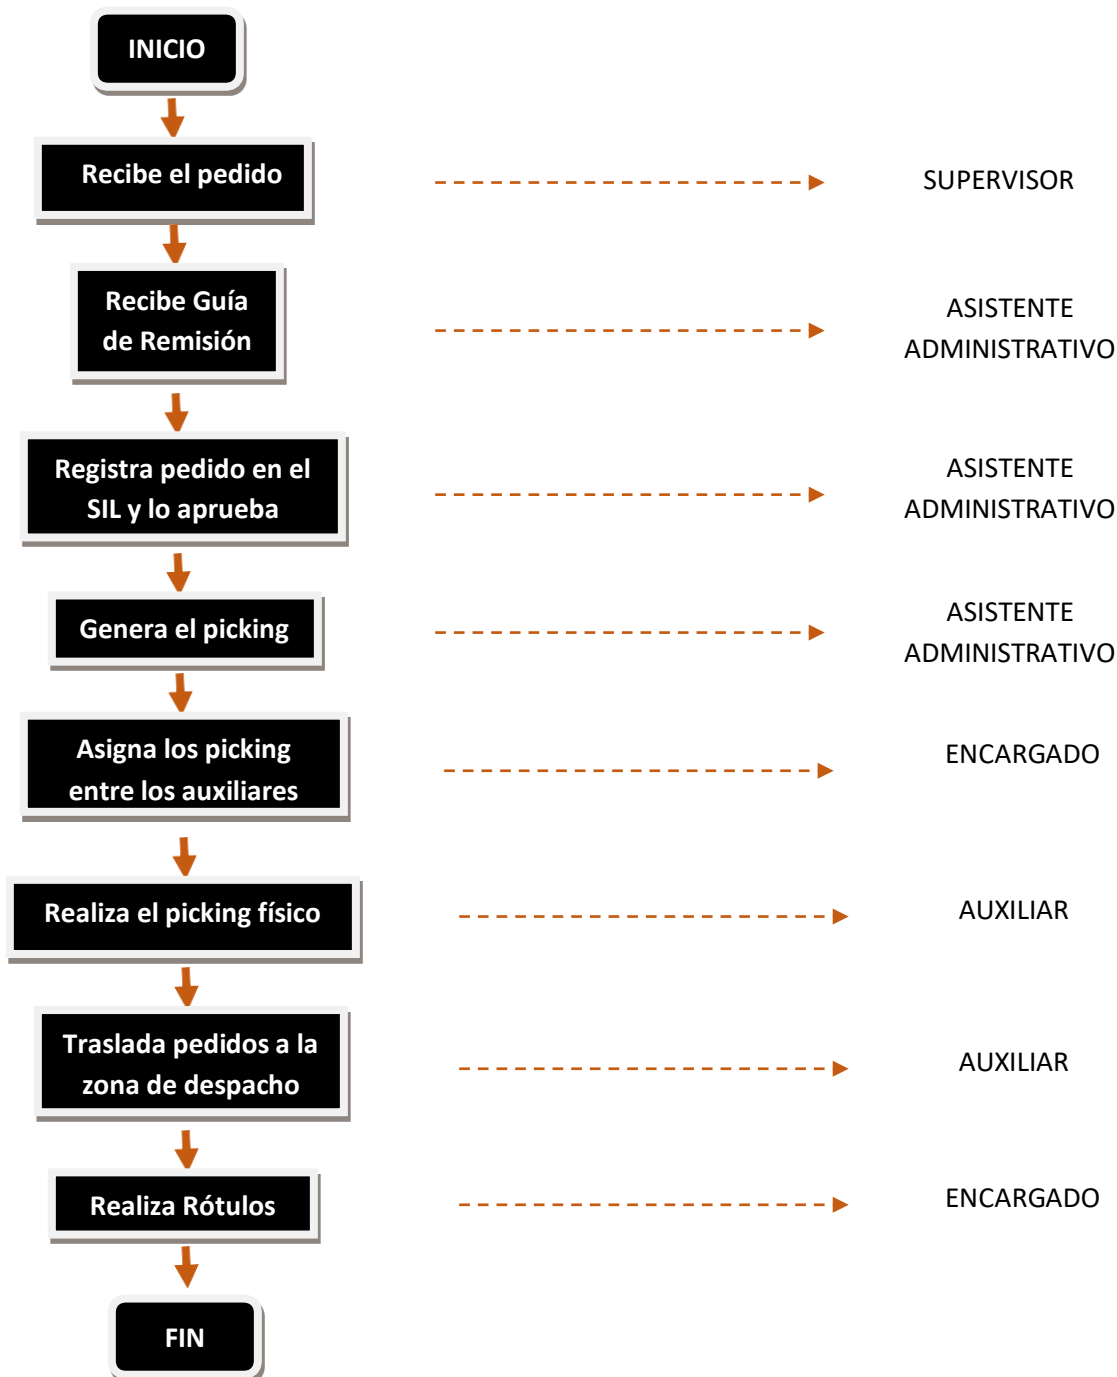 INICIO
Recibe el pedido
SUPERVISOR
Recibe Guía
de Remisión
ASISTENTE
ADMINISTRATIVO
Registra pedido en el
SIL y lo aprueba
ASISTENTE
ADMINISTRATIVO
Genera el picking
ASISTENTE
ADMINISTRATIVO
Asigna los picking
entre los auxiliares
ENCARGADO
Realiza el picking físico
AUXILIAR
Traslada pedidos a la
zona de despacho
AUXILIAR
Realiza Rótulos
ENCARGADO
FIN